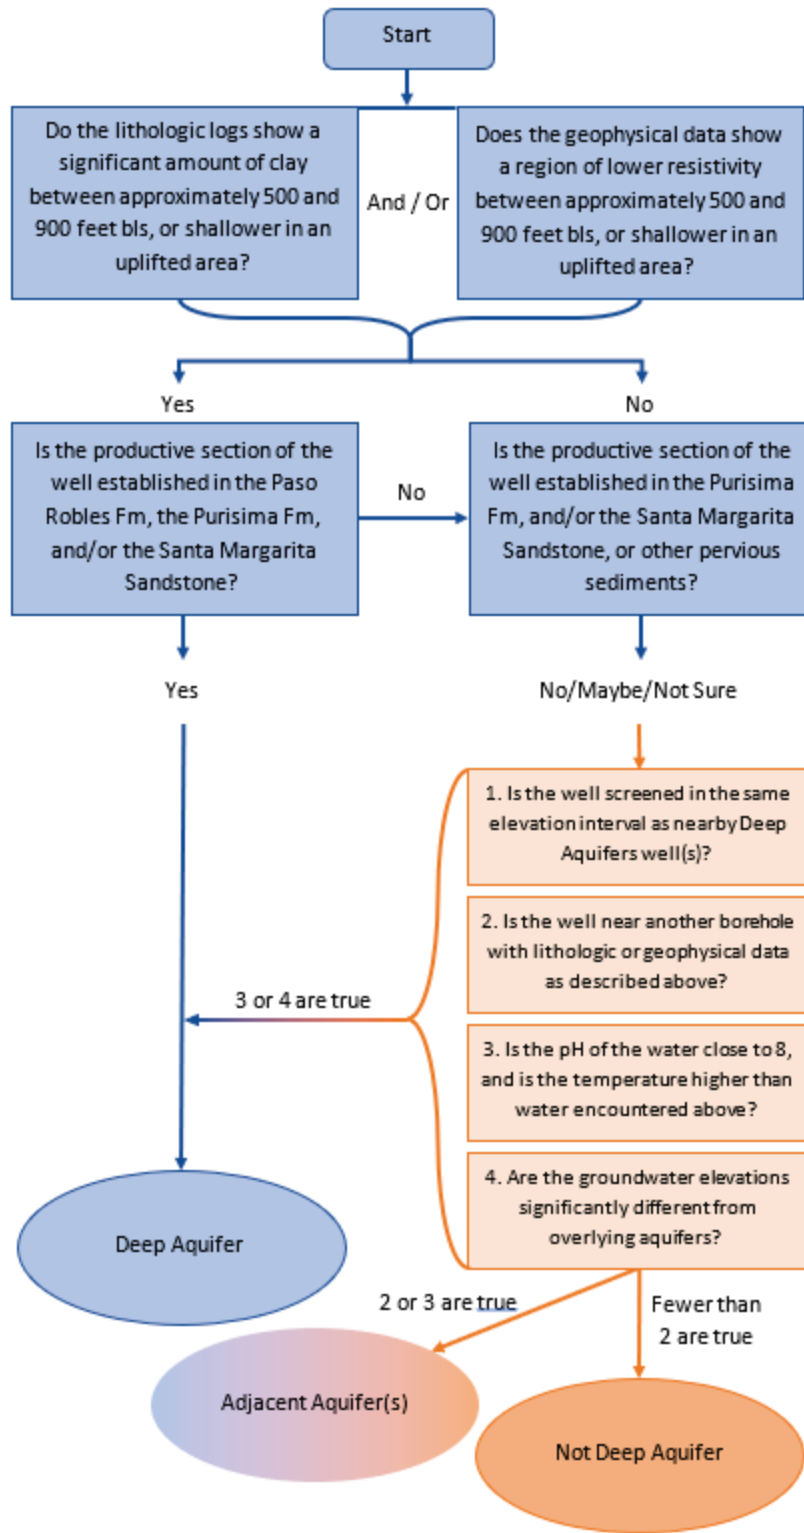 Start
Do the lithologic logs show a
significant amount of clay
between approximately 500 and
900 feet bls, or shallower in an
uplifted area?
And / Or
Does the geophysical data show
a region of lower resistivity
between approximately 500 and
900 feet bls, or shallower in an
uplifted area?
Yes
No
Is the productive section of the
well established in the Paso
Robles Fm, the Purisima Fm,
and/or the Santa Margarita
Sandstone?
No
Is the productive section of the
well established in the Purisima
Fm, and/or the Santa Margarita
Sandstone, or other pervious
sediments?
Yes
No/Maybe/Not Sure
1. Is the well screened in the same
elevation interval as nearby Deep
Aquifers well(s)?
2. Is the well near another borehole
with lithologic or geophysical data
as described above?
3 or 4 are true
3. Is the pH of the water close to 8,
and is the temperature higher than
water encountered above?
4. Are the groundwater elevations
significantly different from
overlying aquifers?
Deep Aquifer
2 or 3 are true
Fewer than
2 are true
Adjacent Aquifer(s)
Not Deep Aquifer